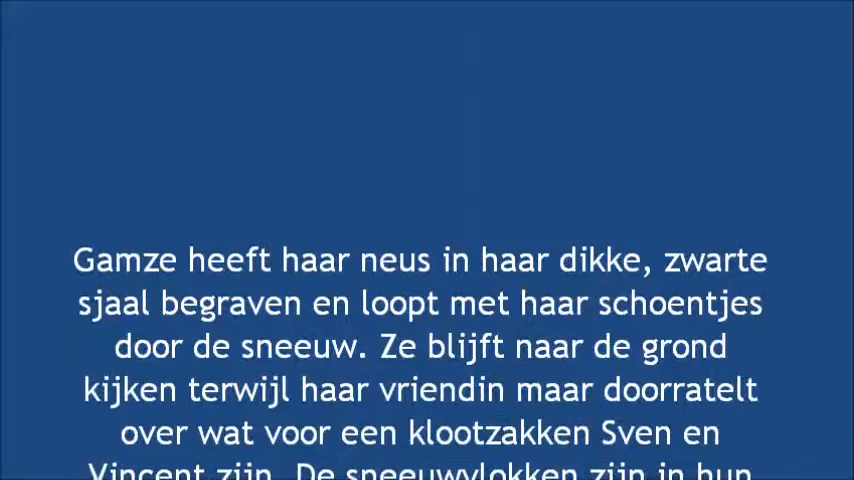 Gamze heeft haar neus in haar dikke, zwarte
sjaal begraven en loopt met haar schoentjes
door de sneeuw. Ze blijft naar de grond
kijken terwijl haar vriendin maar doorratelt
over wat voor een klootzakken Sven en
Vincent zijn. De sneeuwvlokken zijn in hun